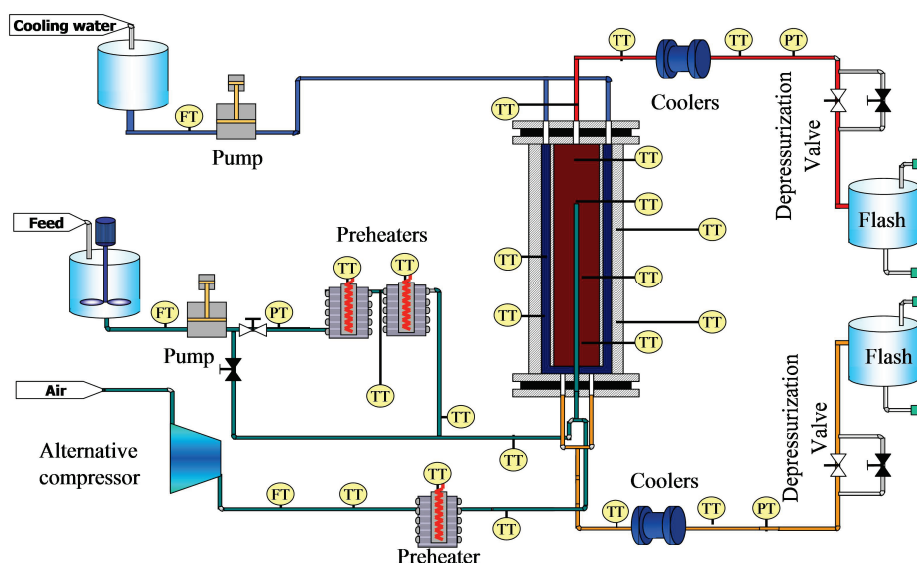 Cooling water
TT
TT
PT
FT
Pump
TT
Coolers
Depressurization
Valve
TT
TT
Flash
Feed
Preheaters
TT
TT
TT
TT
TT
FT
PT
TT
TT
Pump
TT
Flash
Air
TT
TT
Depressurization
Valve
Alternative
compressor
TT
TT
Coolers
FT
TT
TT
TT
TT
PT
Preheater